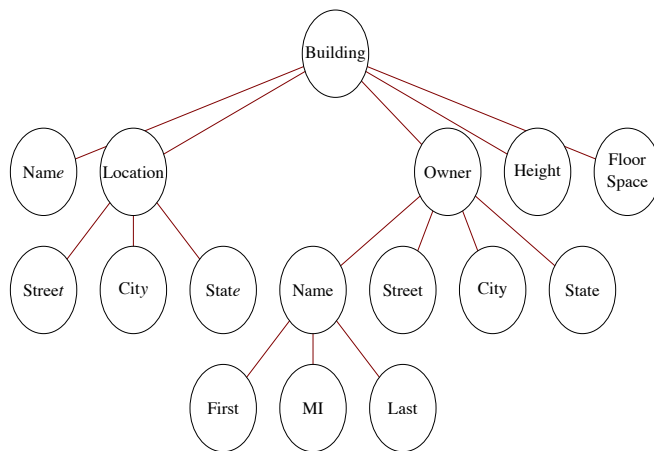 Building
Name
Location
Owner
Height
Floor
Space
Street
City
State
Name
Street
City
State
First
MI
Last